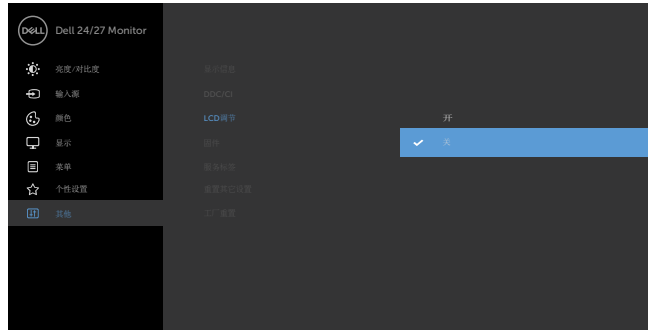 DELL
Dell 24/27 Monitor
亮度/对比度
输入源
颜色
显示
菜单
个性设置
其他
显示信息
DDC/CI
LCD调节
固件
服务标签
重置其它设置
工厂重置
开
关